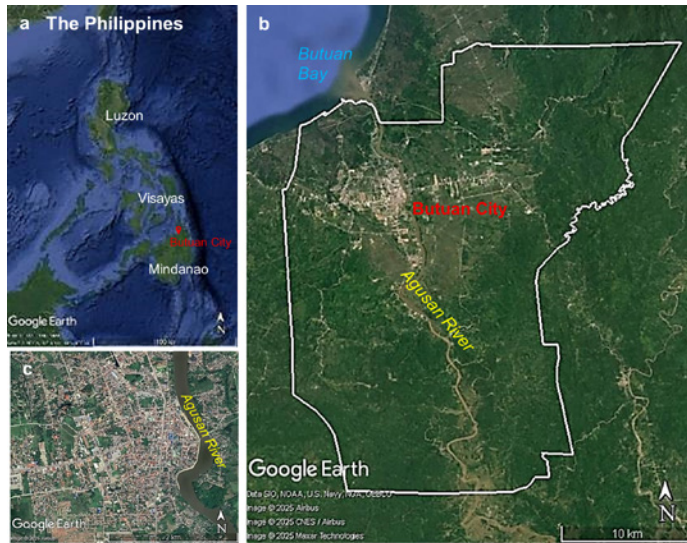 a The Philippines
Luzon
Visayas
Butuan City
Mindanao
Google Earth
N
c
Agusan River
Google Earth
N
b
Butuan Bay
Butuan City
Agusan River
Google Earth
Data SIO, NOAA, U.S. Navy, NGA, GEBCO
Image © 2025 Airbus
Image © 2025 CNES / Airbus
Image © 2025 Maxar Technologies
N
10 km